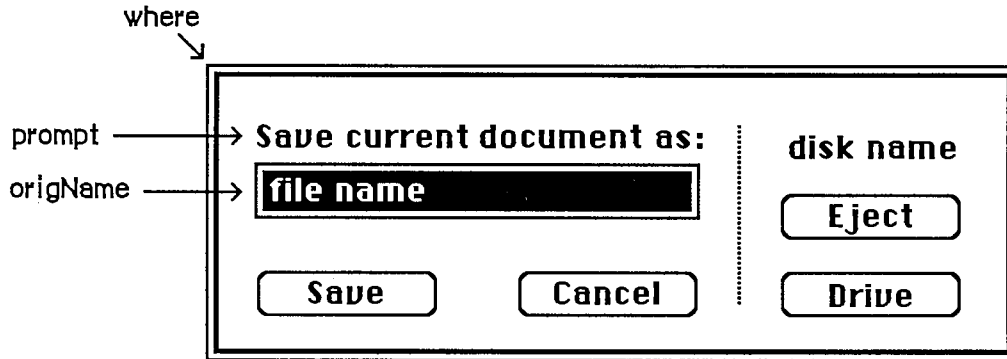 where
prompt
Save current document as:
disk name
origName
file name
Eject
Save
Cancel
Drive